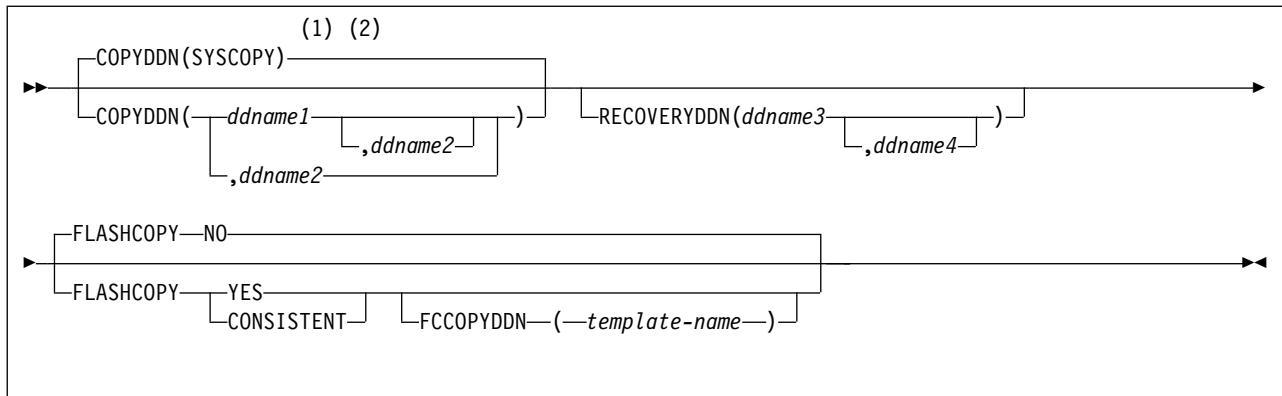 (1) (2)
COPYDDN(SYSCOPY)
COPYDDN( ddname1 ,ddname2 )
,ddname2
RECOVERYDDN(ddname3 ,ddname4 )
FLASHCOPY NO
FLASHCOPY YES
CONSISTENT
FCCOPYDDN ( template-name )